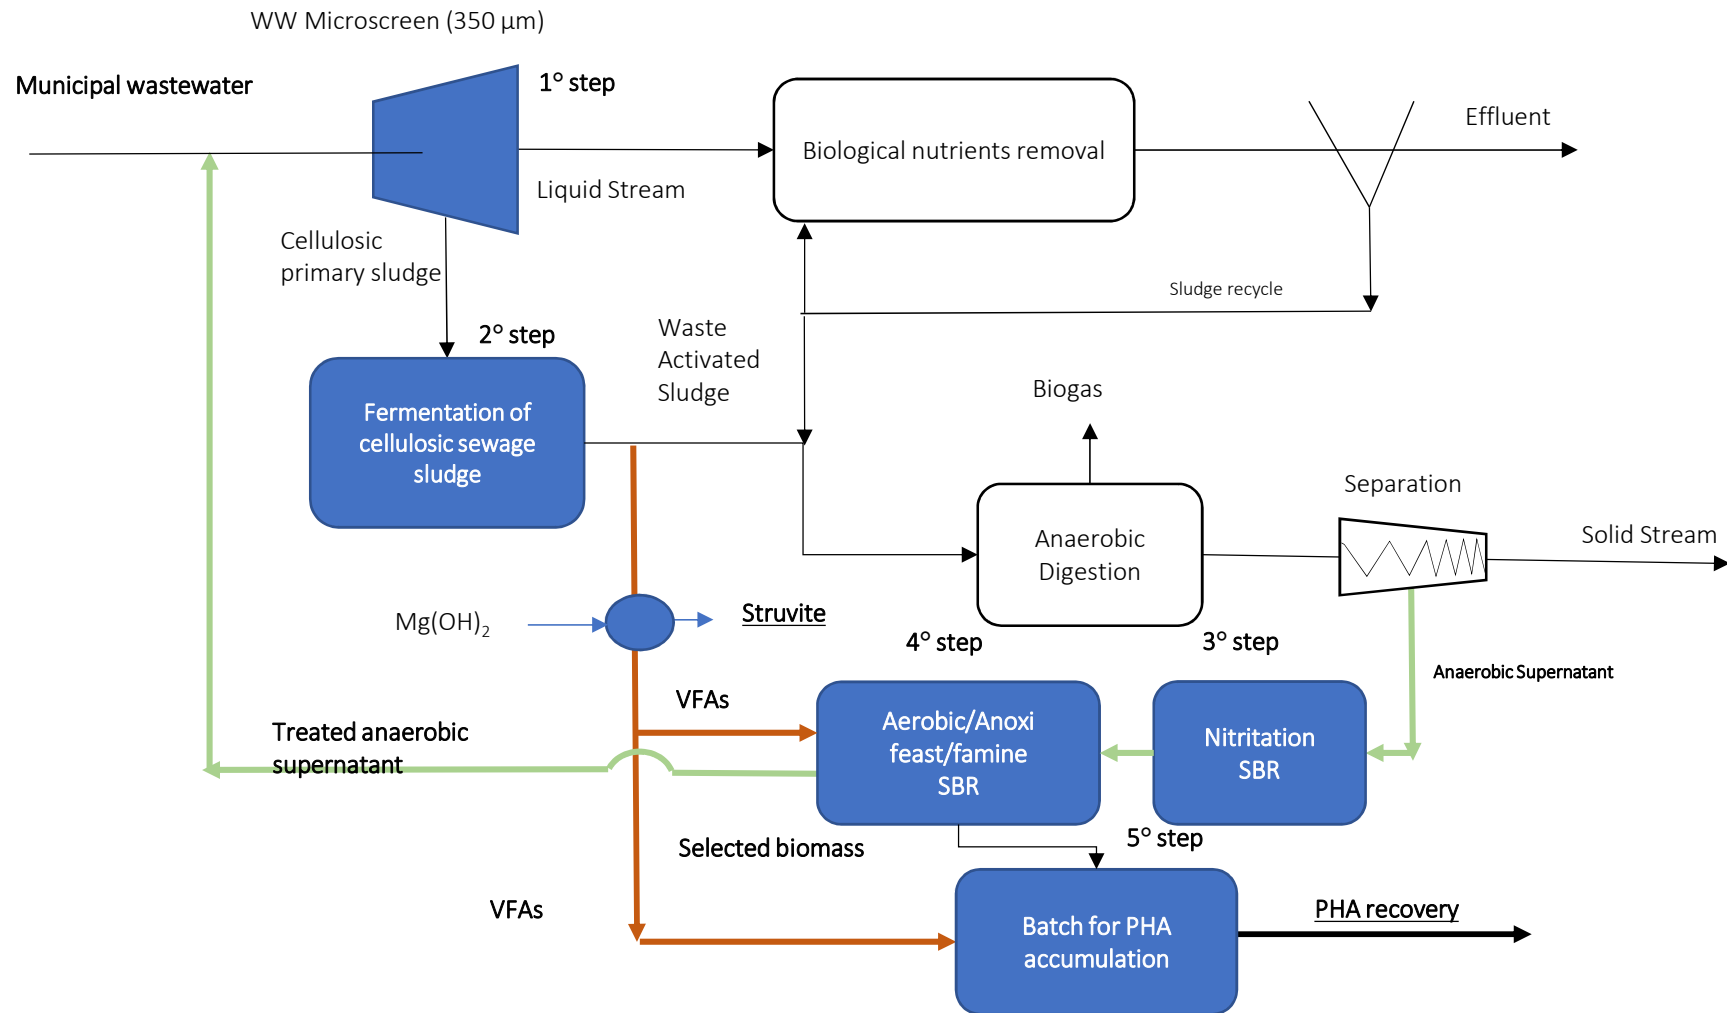 WW Microscreen (350 µm)
Municipal wastewater
1° step
Biological nutrients removal
Effluent
Liquid Stream
Cellulosic
primary sludge
Sludge recycle
2° step
Waste
Activated
Sludge
Fermentation of
cellulosic sewage
sludge
Biogas
Separation
Anaerobic
Digestion
Solid Stream
Mg(OH)2
Struvite
4° step
3° step
Anaerobic Supernatant
VFAs
Treated anaerobic
supernatant
Aerobic/Anoxi
feast/famine
SBR
Nitritation
SBR
Selected biomass
5° step
VFAs
Batch for PHA
accumulation
PHA recovery